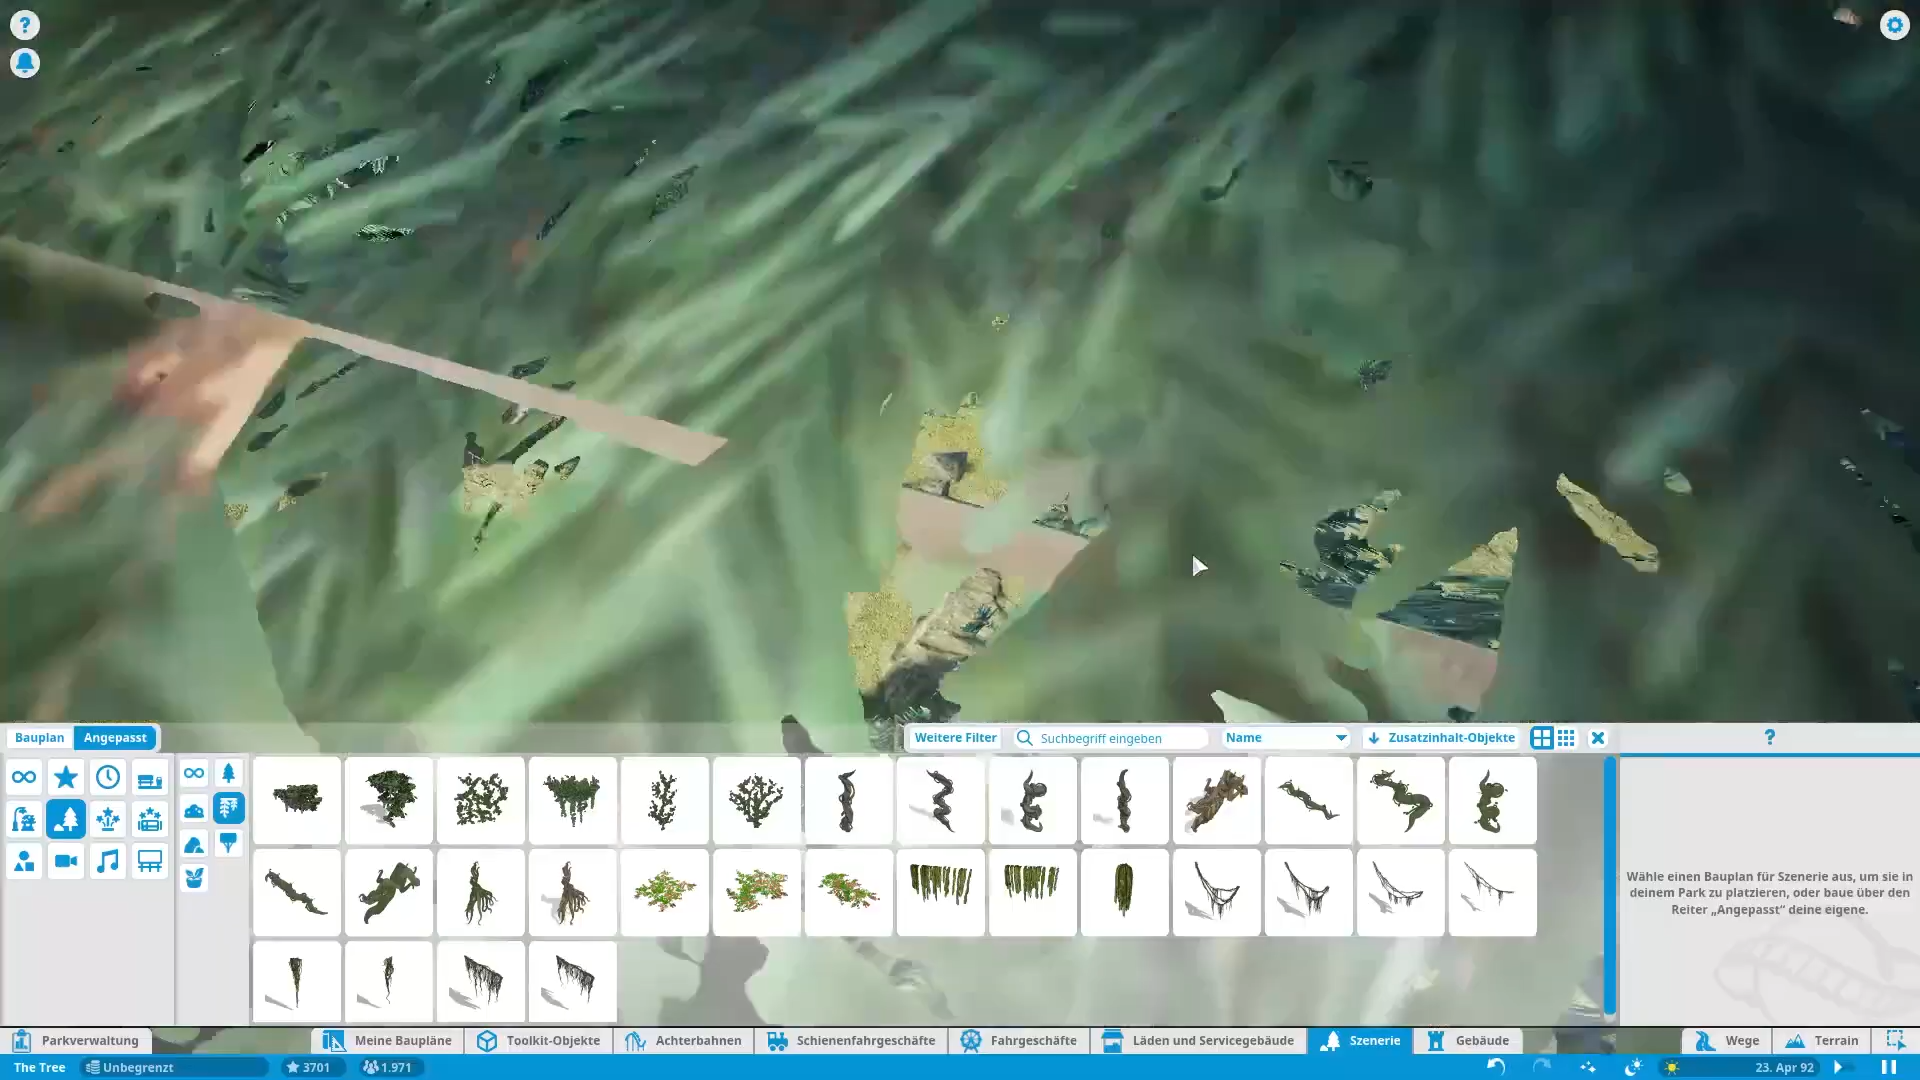 Bauplan
Angepasst
Weitere Filter
Suchbegriff eingeben
Name
Zusatzinhalt-Objekte
?
Wähle einen Bauplan für Szenerie aus, um sie in
deinem Park zu platzieren, oder baue über den
Reiter „Angepasst" deine eigene.
Parkverwaltung
Meine Baupläne
Toolkit-Objekte
Achterbahnen
Schienenfahrgeschäfte
Fahrgeschäfte
Läden und Servicegebäude
Szenerie
Gebäude
Wege
Terrain
The Tree
Unbegrenzt
3701
1.971
23. Apr 92